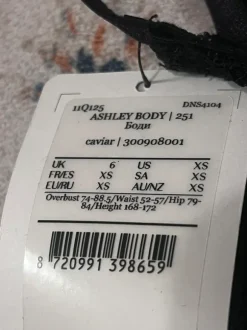 11Q125 DNS4104
ASHLEY BODY | 251
Боди
caviar | 300908001
UK 6 US XS
FR/ES XS SA XS
EU/RU XS AU/NZ XS
Overbust 74-88.5/Waist 52-57/Hip 79-
84/Height 168-172
8 720991 398659